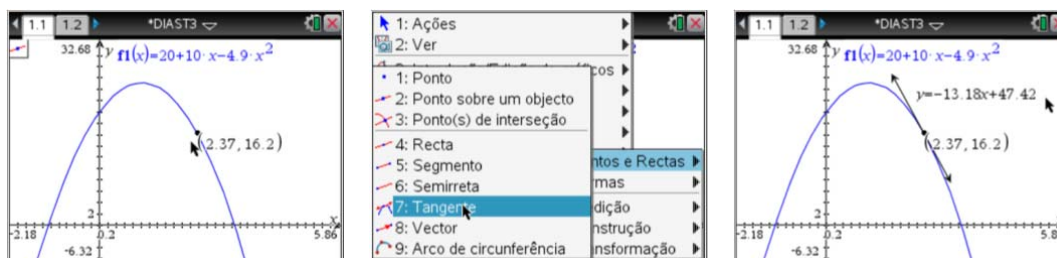 1.1 1.2 *DIAST3
32.68 y f1(x)=20+10·x−4.9·x²
(2.37, 16.2)
2
x
-2.18 0.2 5.86
-6.32
1: Ações
2: Ver
1: Ponto
2: Ponto sobre um objecto
3: Ponto(s) de interseção
4: Recta
5: Segmento
6: Semirreta
7: Tangente
8: Vector
9: Arco de circunferência
ntos e Rectas
rmas
dição
nstrução
nsformação
1.1 1.2 *DIAST3
32.68 y f1(x)=20+10·x−4.9·x²
y=−13.18x+47.42
(2.37, 16.2)
2
-2.18 0.2 5.8
-6.32